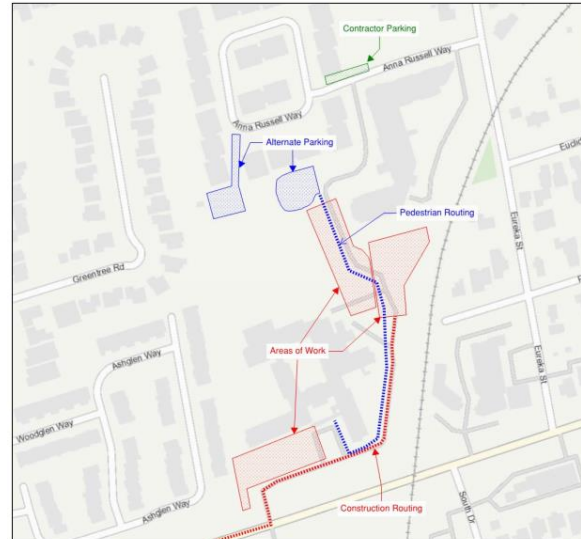 Contractor Parking
Anna Russell Way
Anna Russell Way
Alternate Parking
Eudic
Pedestrian Routing
Eureka St
Greentree Rd
Areas of Work
Ashglen Way
Eureka St
Woodglen Way
Ashglen Way
Construction Routing
South Dr